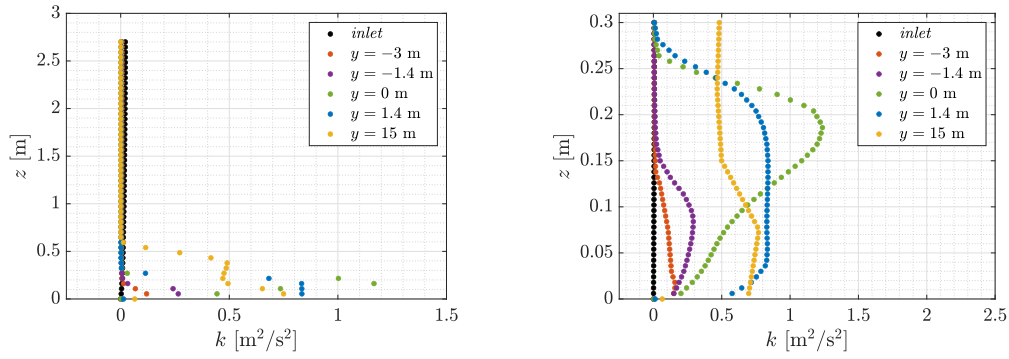 3
2.5
2
1.5
1
0.5
0
z [m]
0
0.5
1
1.5
k [m²/s²]
inlet
y = −3 m
y = −1.4 m
y = 0 m
y = 1.4 m
y = 15 m
0.3
0.25
0.2
0.15
0.1
0.05
0
z [m]
0
0.5
1
1.5
2
2.5
k [m²/s²]
inlet
y = −3 m
y = −1.4 m
y = 0 m
y = 1.4 m
y = 15 m